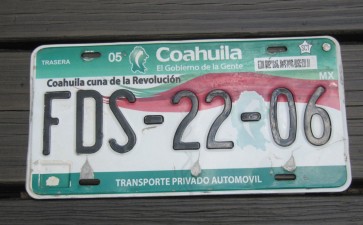 TRASERA 05 Coahuila
El Gobierno de la Gente
Coahuila cuna de la Revolución MX
FDS-22-06
TRANSPORTE PRIVADO AUTOMOVIL